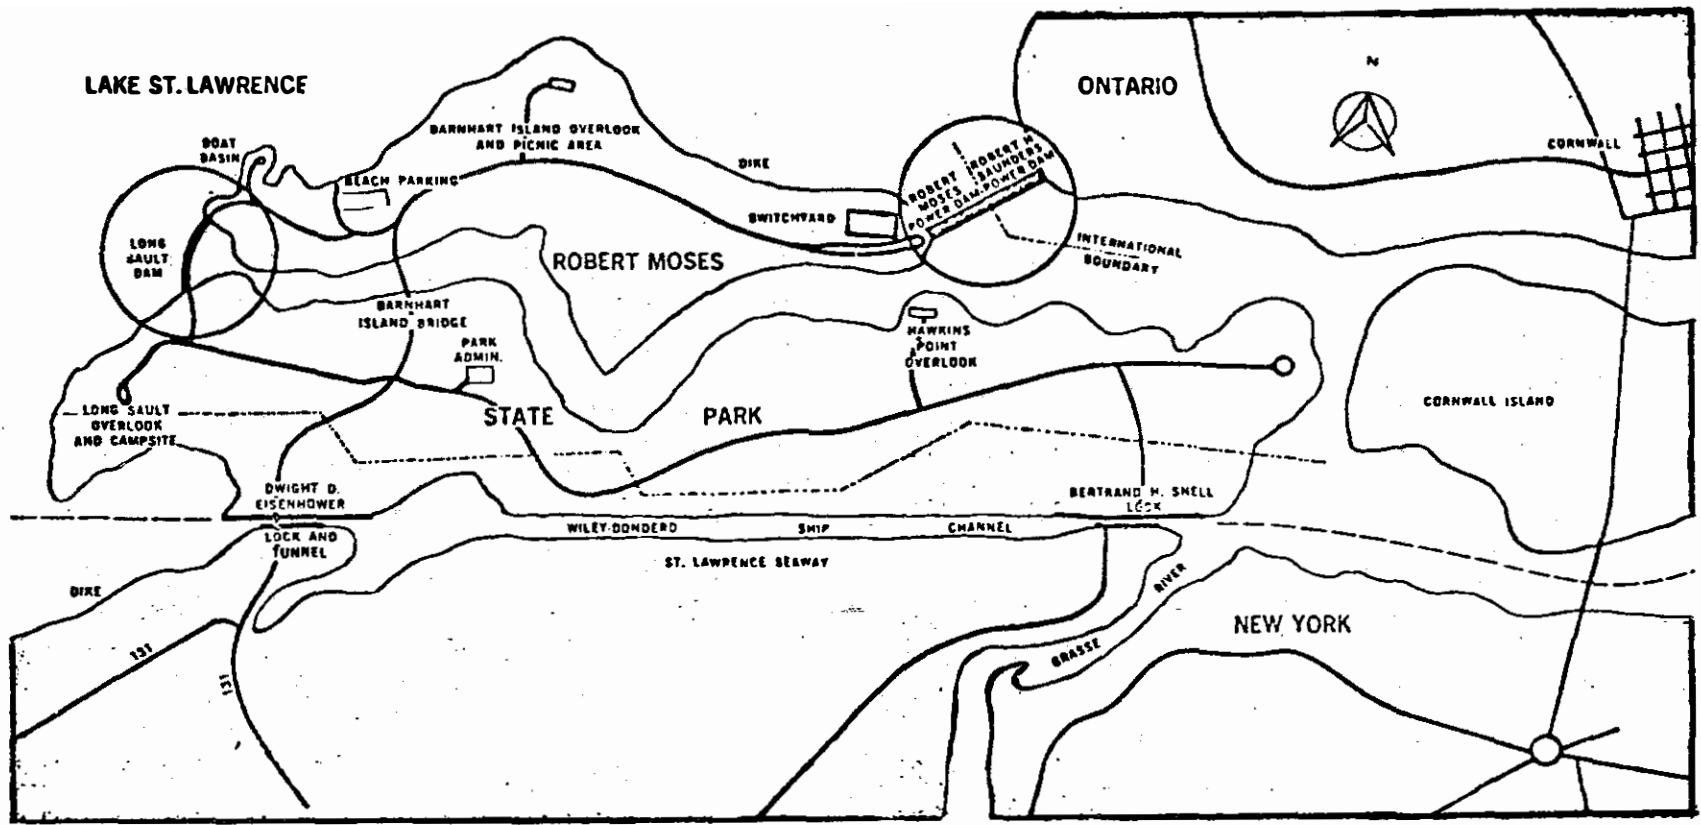 LAKE ST. LAWRENCE
ONTARIO
N
CORNWALL
BOAT
BASIN
BARNHART ISLAND OVERLOOK
AND PICNIC AREA
DIKE
BEACH PARKING
ROBERT
MOSES
POWER DAM-
ROBERT H.
SAUNDERS
POWER DAM
SWITCHYARD
LONG
SAULT
DAM
ROBERT MOSES
INTERNATIONAL
BOUNDARY
BARNHART
ISLAND BRIDGE
PARK
ADMIN.
HAWKINS
POINT
OVERLOOK
LONG SAULT
OVERLOOK
AND CAMPSITE
STATE
PARK
CORNWALL ISLAND
DWIGHT D.
EISENHOWER
LOCK AND
TUNNEL
BERTRAND H. SNELL
LOCK
WILEY-DONDERO SHIP CHANNEL
ST. LAWRENCE SEAWAY
DIKE
GRASSE RIVER
NEW YORK
131
131